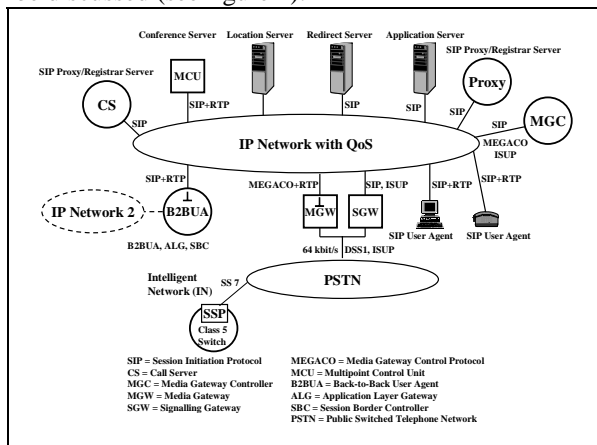 Conference Server Location Server Redirect Server Application Server
SIP Proxy/Registrar Server
SIP Proxy/Registrar Server
MCU
CS
Proxy
MGC
SIP
SIP+RTP
SIP
SIP
SIP
SIP
SIP
MEGACO
ISUP
IP Network with QoS
SIP+RTP
MEGACO+RTP
SIP, ISUP
SIP+RTP
SIP+RTP
IP Network 2
B2BUA
MGW
SGW
SIP User Agent
SIP User Agent
B2BUA, ALG, SBC
64 kbit/s
DSS1, ISUP
Intelligent
Network (IN)
SS 7
PSTN
SSP
Class 5
Switch
SIP = Session Initiation Protocol
CS = Call Server
MGC = Media Gateway Controller
MGW = Media Gateway
SGW = Signalling Gateway
MEGACO = Media Gateway Control Protocol
MCU = Multipoint Control Unit
B2BUA = Back-to-Back User Agent
ALG = Application Layer Gateway
SBC = Session Border Controller
PSTN = Public Switched Telephone Network